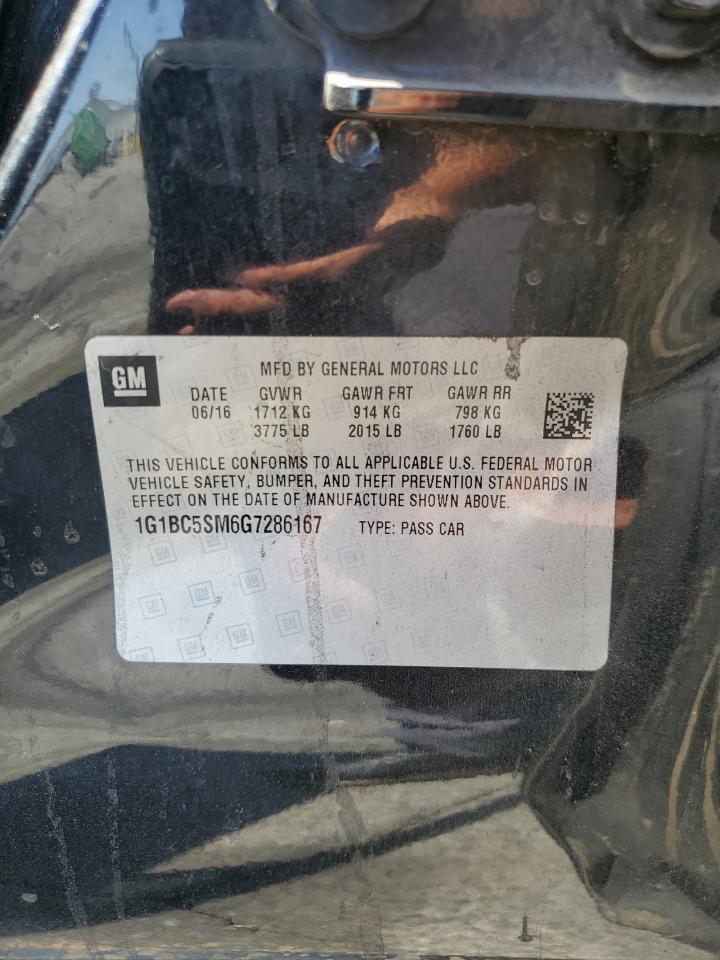 GM
MFD BY GENERAL MOTORS LLC
DATE GVWR GAWR FRT GAWR RR
06/16 1712 KG 914 KG 798 KG
3775 LB 2015 LB 1760 LB
THIS VEHICLE CONFORMS TO ALL APPLICABLE U.S. FEDERAL MOTOR
VEHICLE SAFETY, BUMPER, AND THEFT PREVENTION STANDARDS IN
EFFECT ON THE DATE OF MANUFACTURE SHOWN ABOVE.
1G1BC5SM6G7286167 TYPE: PASS CAR